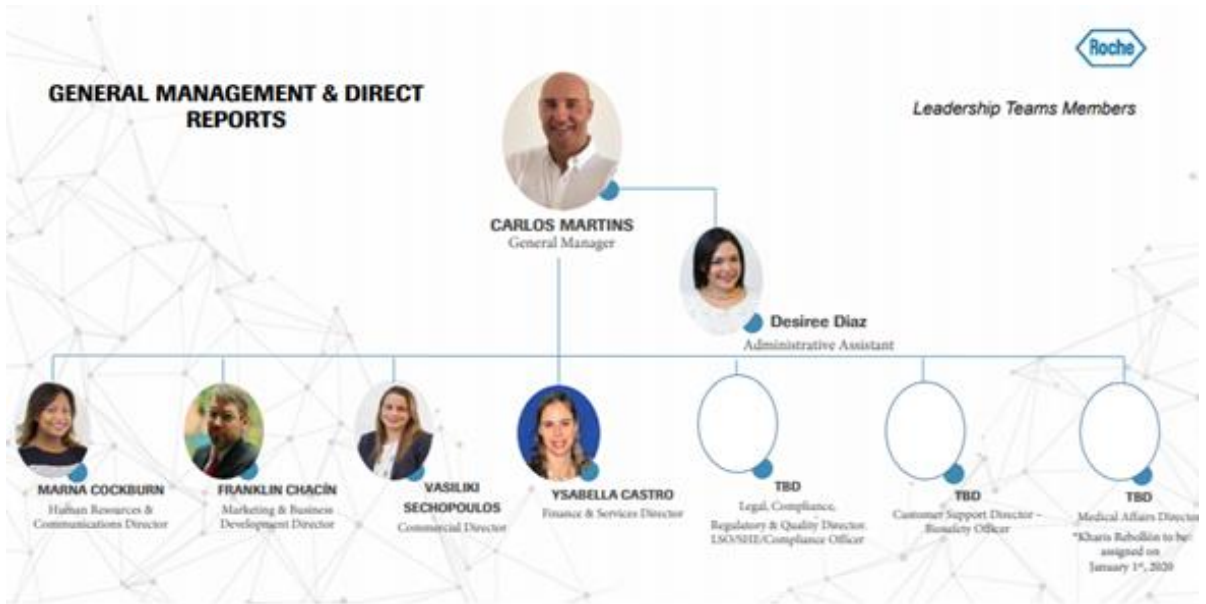 Roche
GENERAL MANAGEMENT & DIRECT
REPORTS
Leadership Teams Members
CARLOS MARTINS
General Manager
Desiree Diaz
Administrative Assistant
MARNA COCKBURN
Human Resources &
Communications Director
FRANKLIN CHACÍN
Marketing & Business
Development Director
VASILIKI
SECHOPOULOS
Commercial Director
YSABELLA CASTRO
Finance & Services Director
TBD
Legal, Compliance,
Regulatory & Quality Director.
LSO/SHE/Compliance Officer
TBD
Customer Support Director –
Biosafety Officer
TBD
Medical Affairs Director
*Kharis Rebollón to be
assigned on
January 1st, 2020